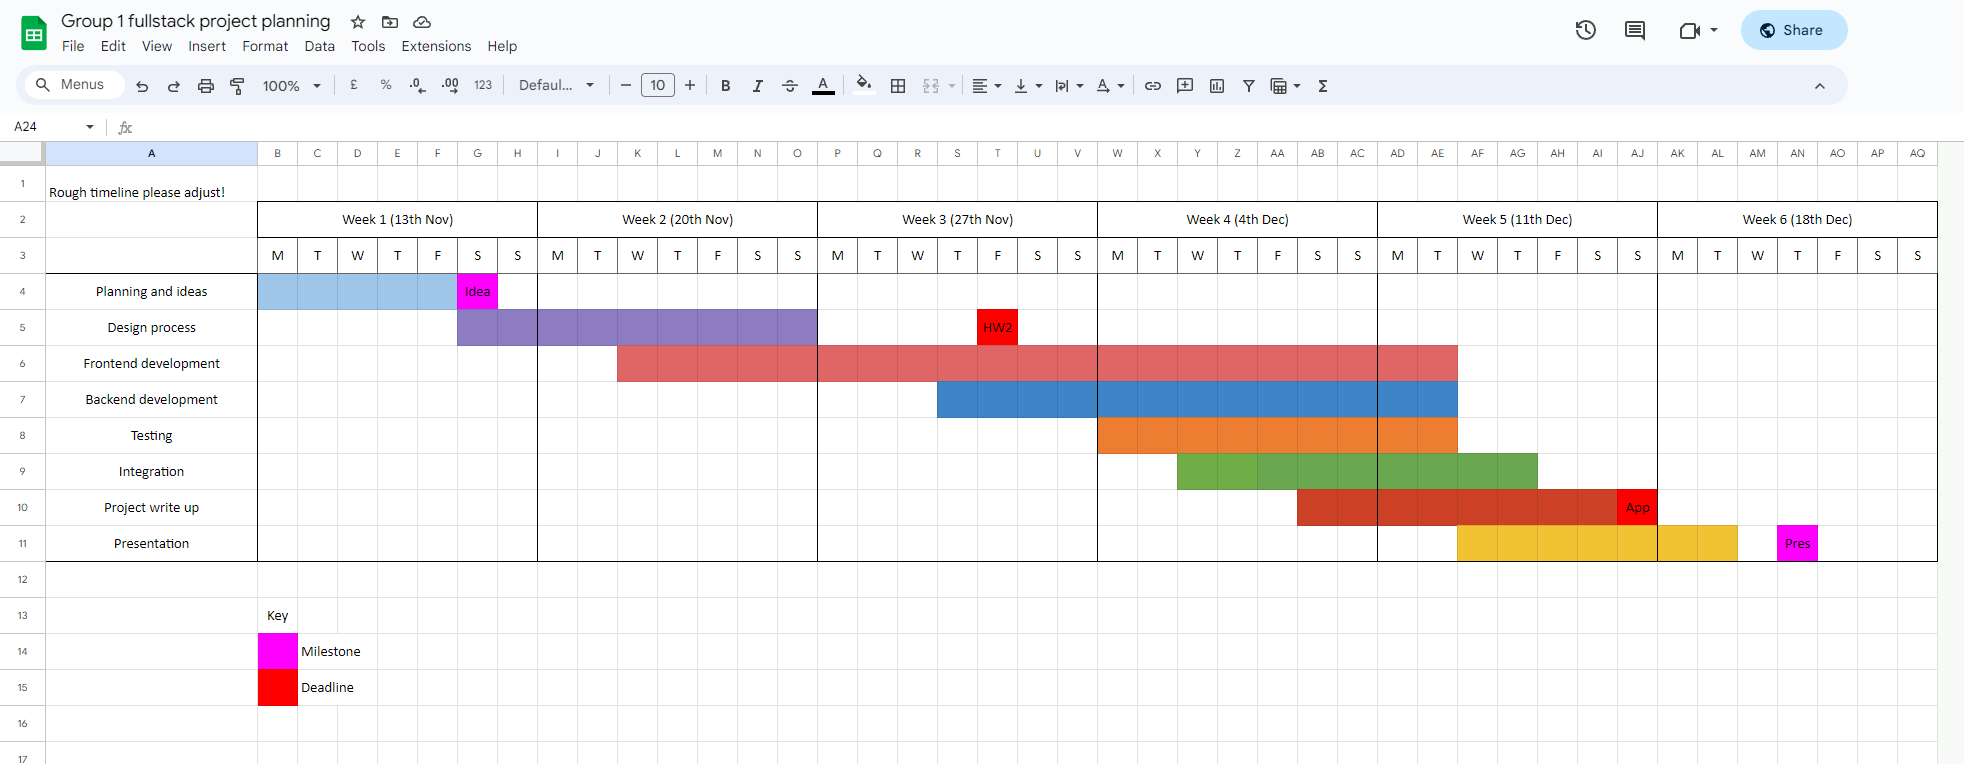 Group 1 fullstack project planning
File Edit View Insert Format Data Tools Extensions Help
Share
Menus 100% £ % .0 .00 123 Defaul... 10 B I A A Σ
A24 fx
A B C D E F G H I J K L M N O P Q R S T U V W X Y Z AA AB AC AD AE AF AG AH AI AJ AK AL AM AN AO AP AQ
1 Rough timeline please adjust!
2 Week 1 (13th Nov) Week 2 (20th Nov) Week 3 (27th Nov) Week 4 (4th Dec) Week 5 (11th Dec) Week 6 (18th Dec)
3 M T W T F S S M T W T F S S M T W T F S S M T W T F S S M T W T F S S M T W T F S S
4 Planning and ideas Idea
5 Design process HW2
6 Frontend development
7 Backend development
8 Testing
9 Integration
10 Project write up App
11 Presentation Pres
12
13 Key
14 Milestone
15 Deadline
16
17